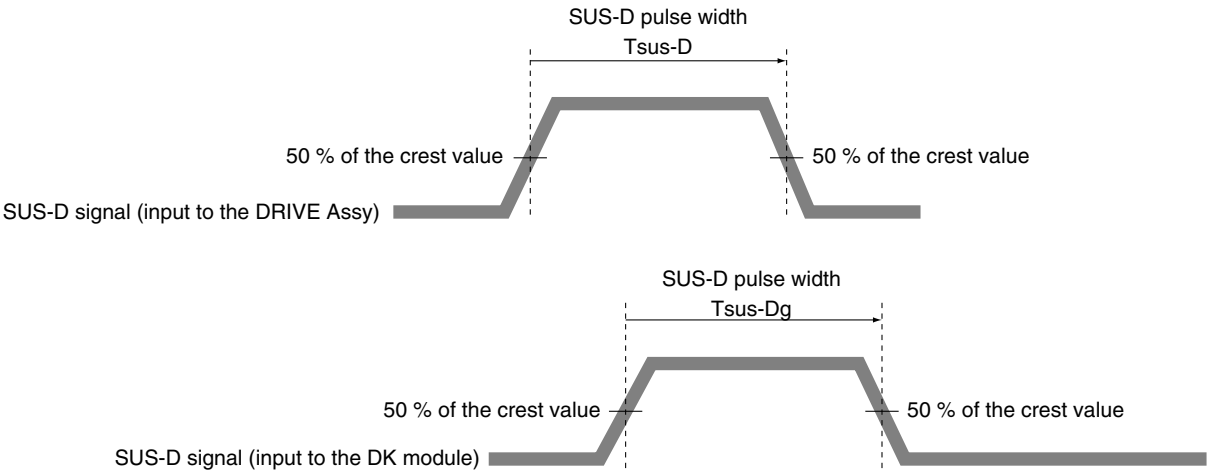 SUS-D pulse width
Tsus-D
50 % of the crest value
50 % of the crest value
SUS-D signal (input to the DRIVE Assy)
SUS-D pulse width
Tsus-Dg
50 % of the crest value
50 % of the crest value
SUS-D signal (input to the DK module)